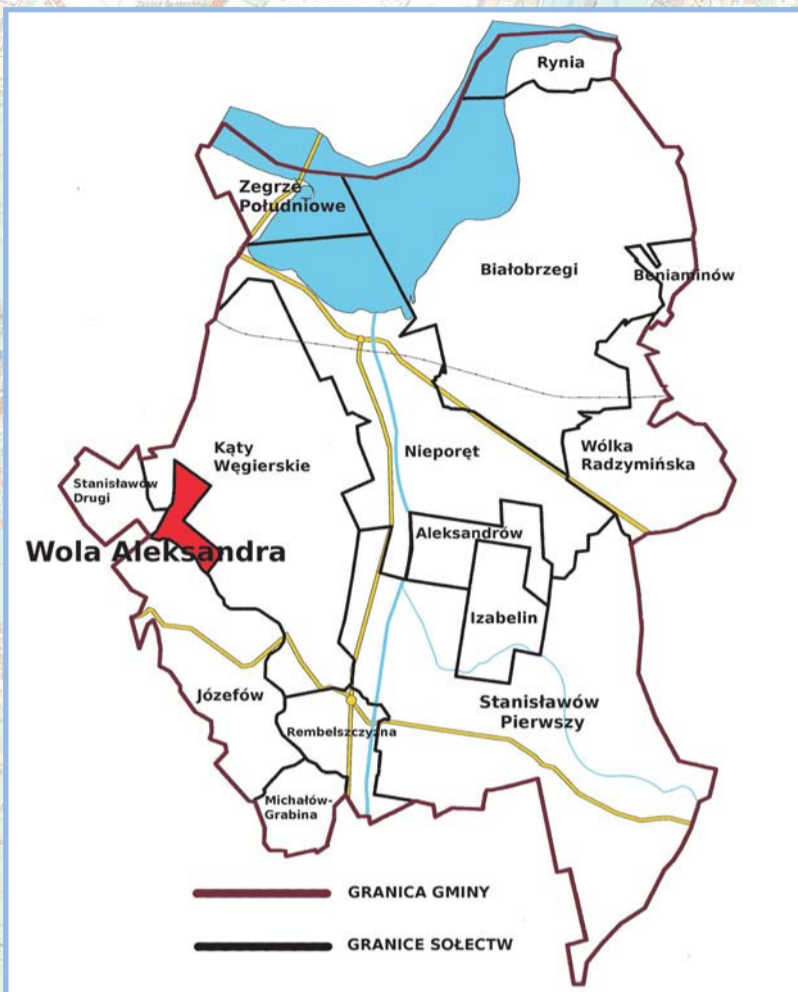 Rynia
Zegrze
Południowe
Białobrzegi
Beniaminów
Kąty
Węgierskie
Nieporęt
Wólka
Radzymińska
Stanisławów
Drugi
Aleksandrów
Wola Aleksandra
Izabelin
Józefów
Stanisławów
Pierwszy
Rembelszczyzna
Michałów-
Grabina
GRANICA GMINY
GRANICE SOŁECTW